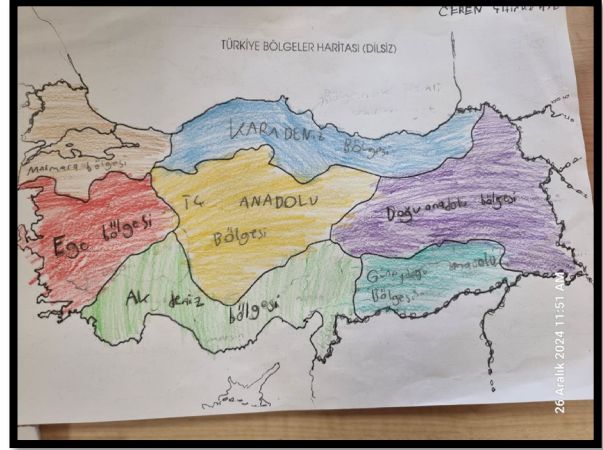 CEREN
TÜRKİYE BÖLGELER HARİTASI (DİLSİZ)
KARADENİZ
Bölgesi
Marmara bölgesi
İÇ ANADOLU
Bölgesi
Doğu anadolu bölgesi
Ege bölgesi
Güneydoğu anadolu
Bölgesi
Ak deniz bölgesi
26 Aralık 2024 11:51 AM